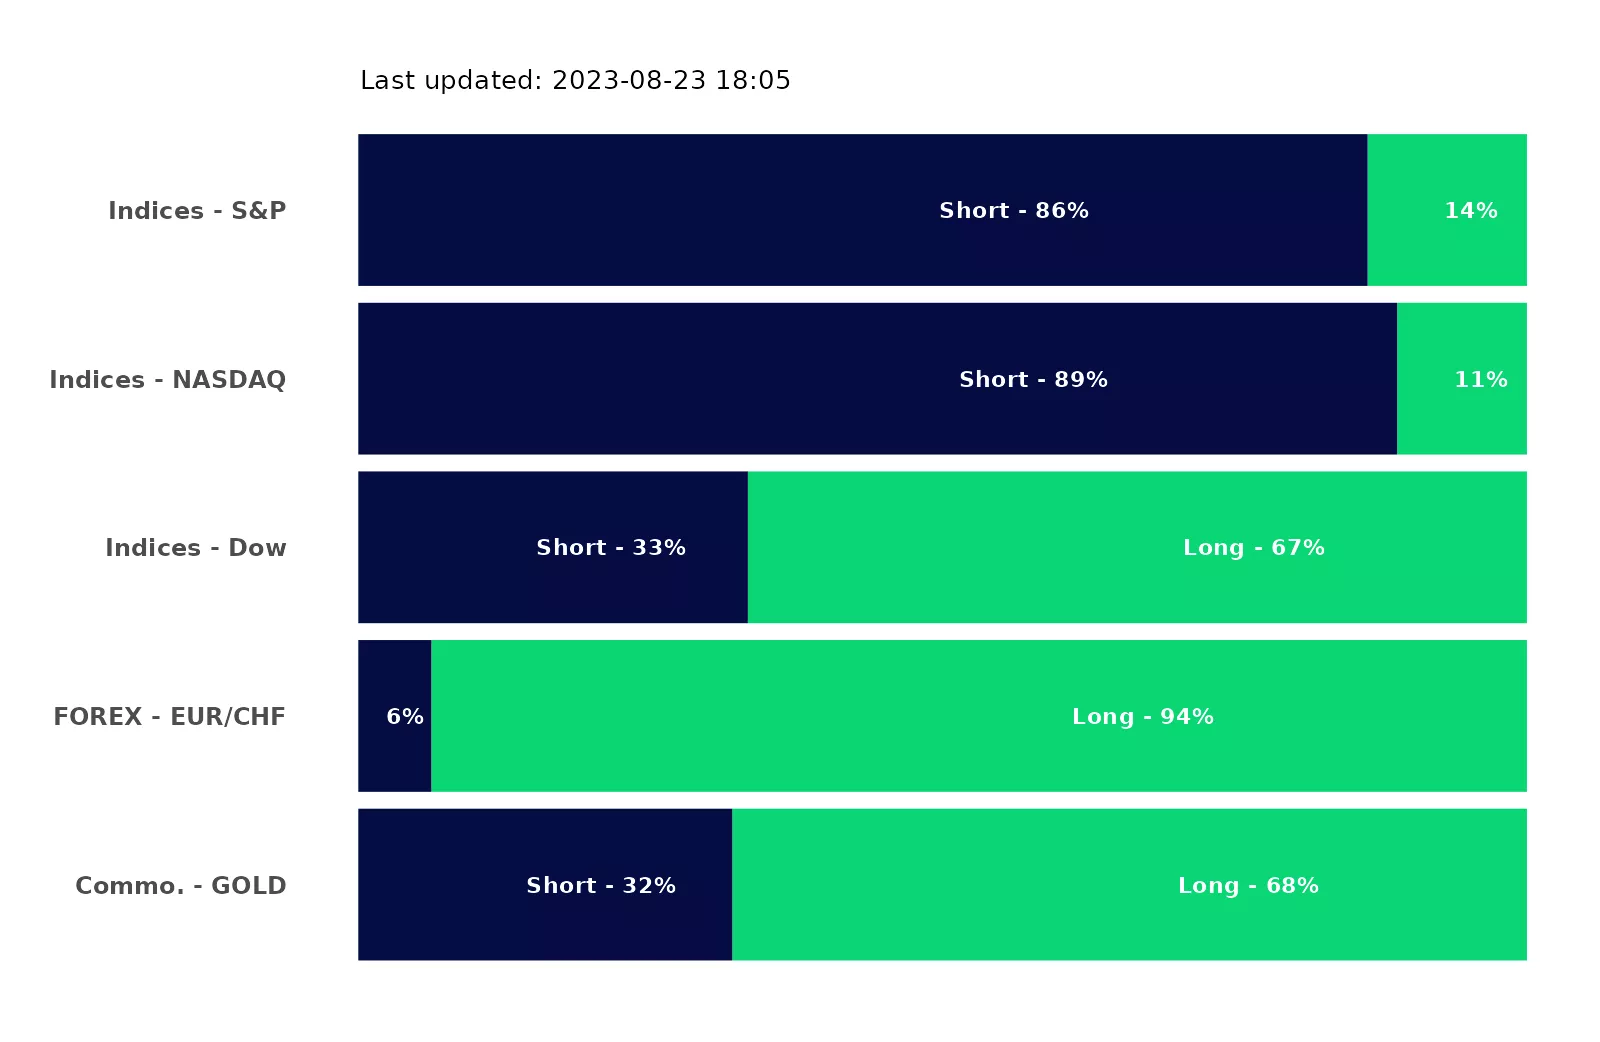 Last updated: 2023-08-23 18:05
Indices - S&P
Short - 86%
14%
Indices - NASDAQ
Short - 89%
11%
Indices - Dow
Short - 33%
Long - 67%
FOREX - EUR/CHF
6%
Long - 94%
Commo. - GOLD
Short - 32%
Long - 68%